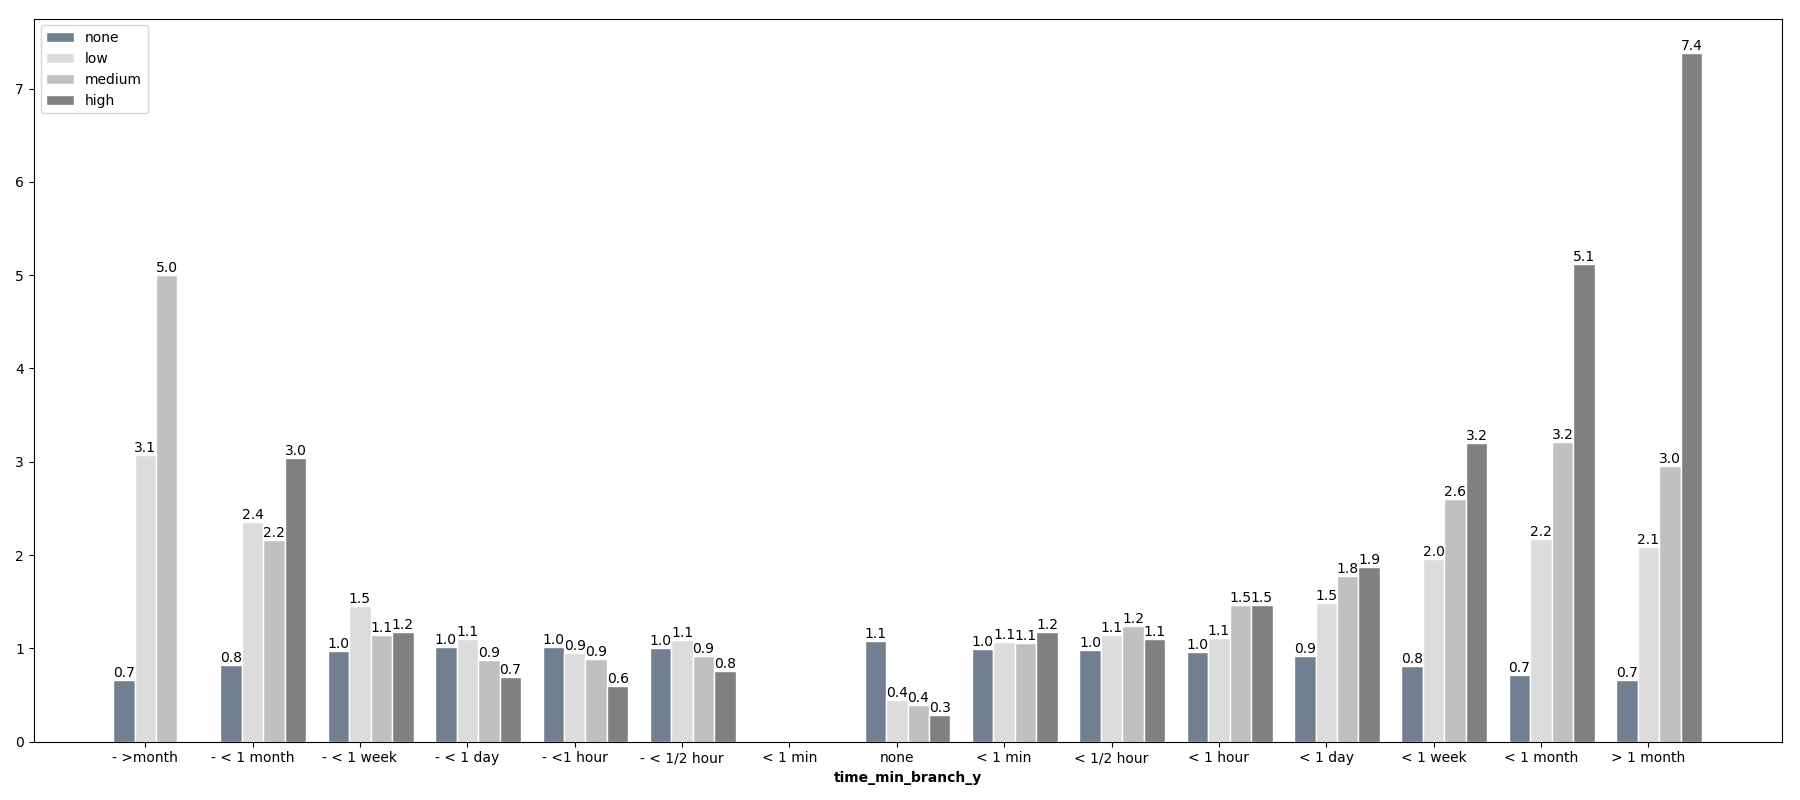 none
low
medium
high
7
6
5
4
3
2
1
0
0.7 3.1 5.0
0.8 2.4 2.2 3.0
1.0 1.5 1.1 1.2
1.0 1.1 0.9 0.7
1.0 0.9 0.9 0.6
1.0 1.1 0.9 0.8
1.1 0.4 0.4 0.3
1.0 1.1 1.1 1.2
1.0 1.1 1.2 1.1
1.0 1.1 1.5 1.5
0.9 1.5 1.8 1.9
0.8 2.0 2.6 3.2
0.7 2.2 3.2 5.1
0.7 2.1 3.0 7.4
- >month - < 1 month - < 1 week - < 1 day - <1 hour - < 1/2 hour < 1 min none < 1 min < 1/2 hour < 1 hour < 1 day < 1 week < 1 month > 1 month
time_min_branch_y